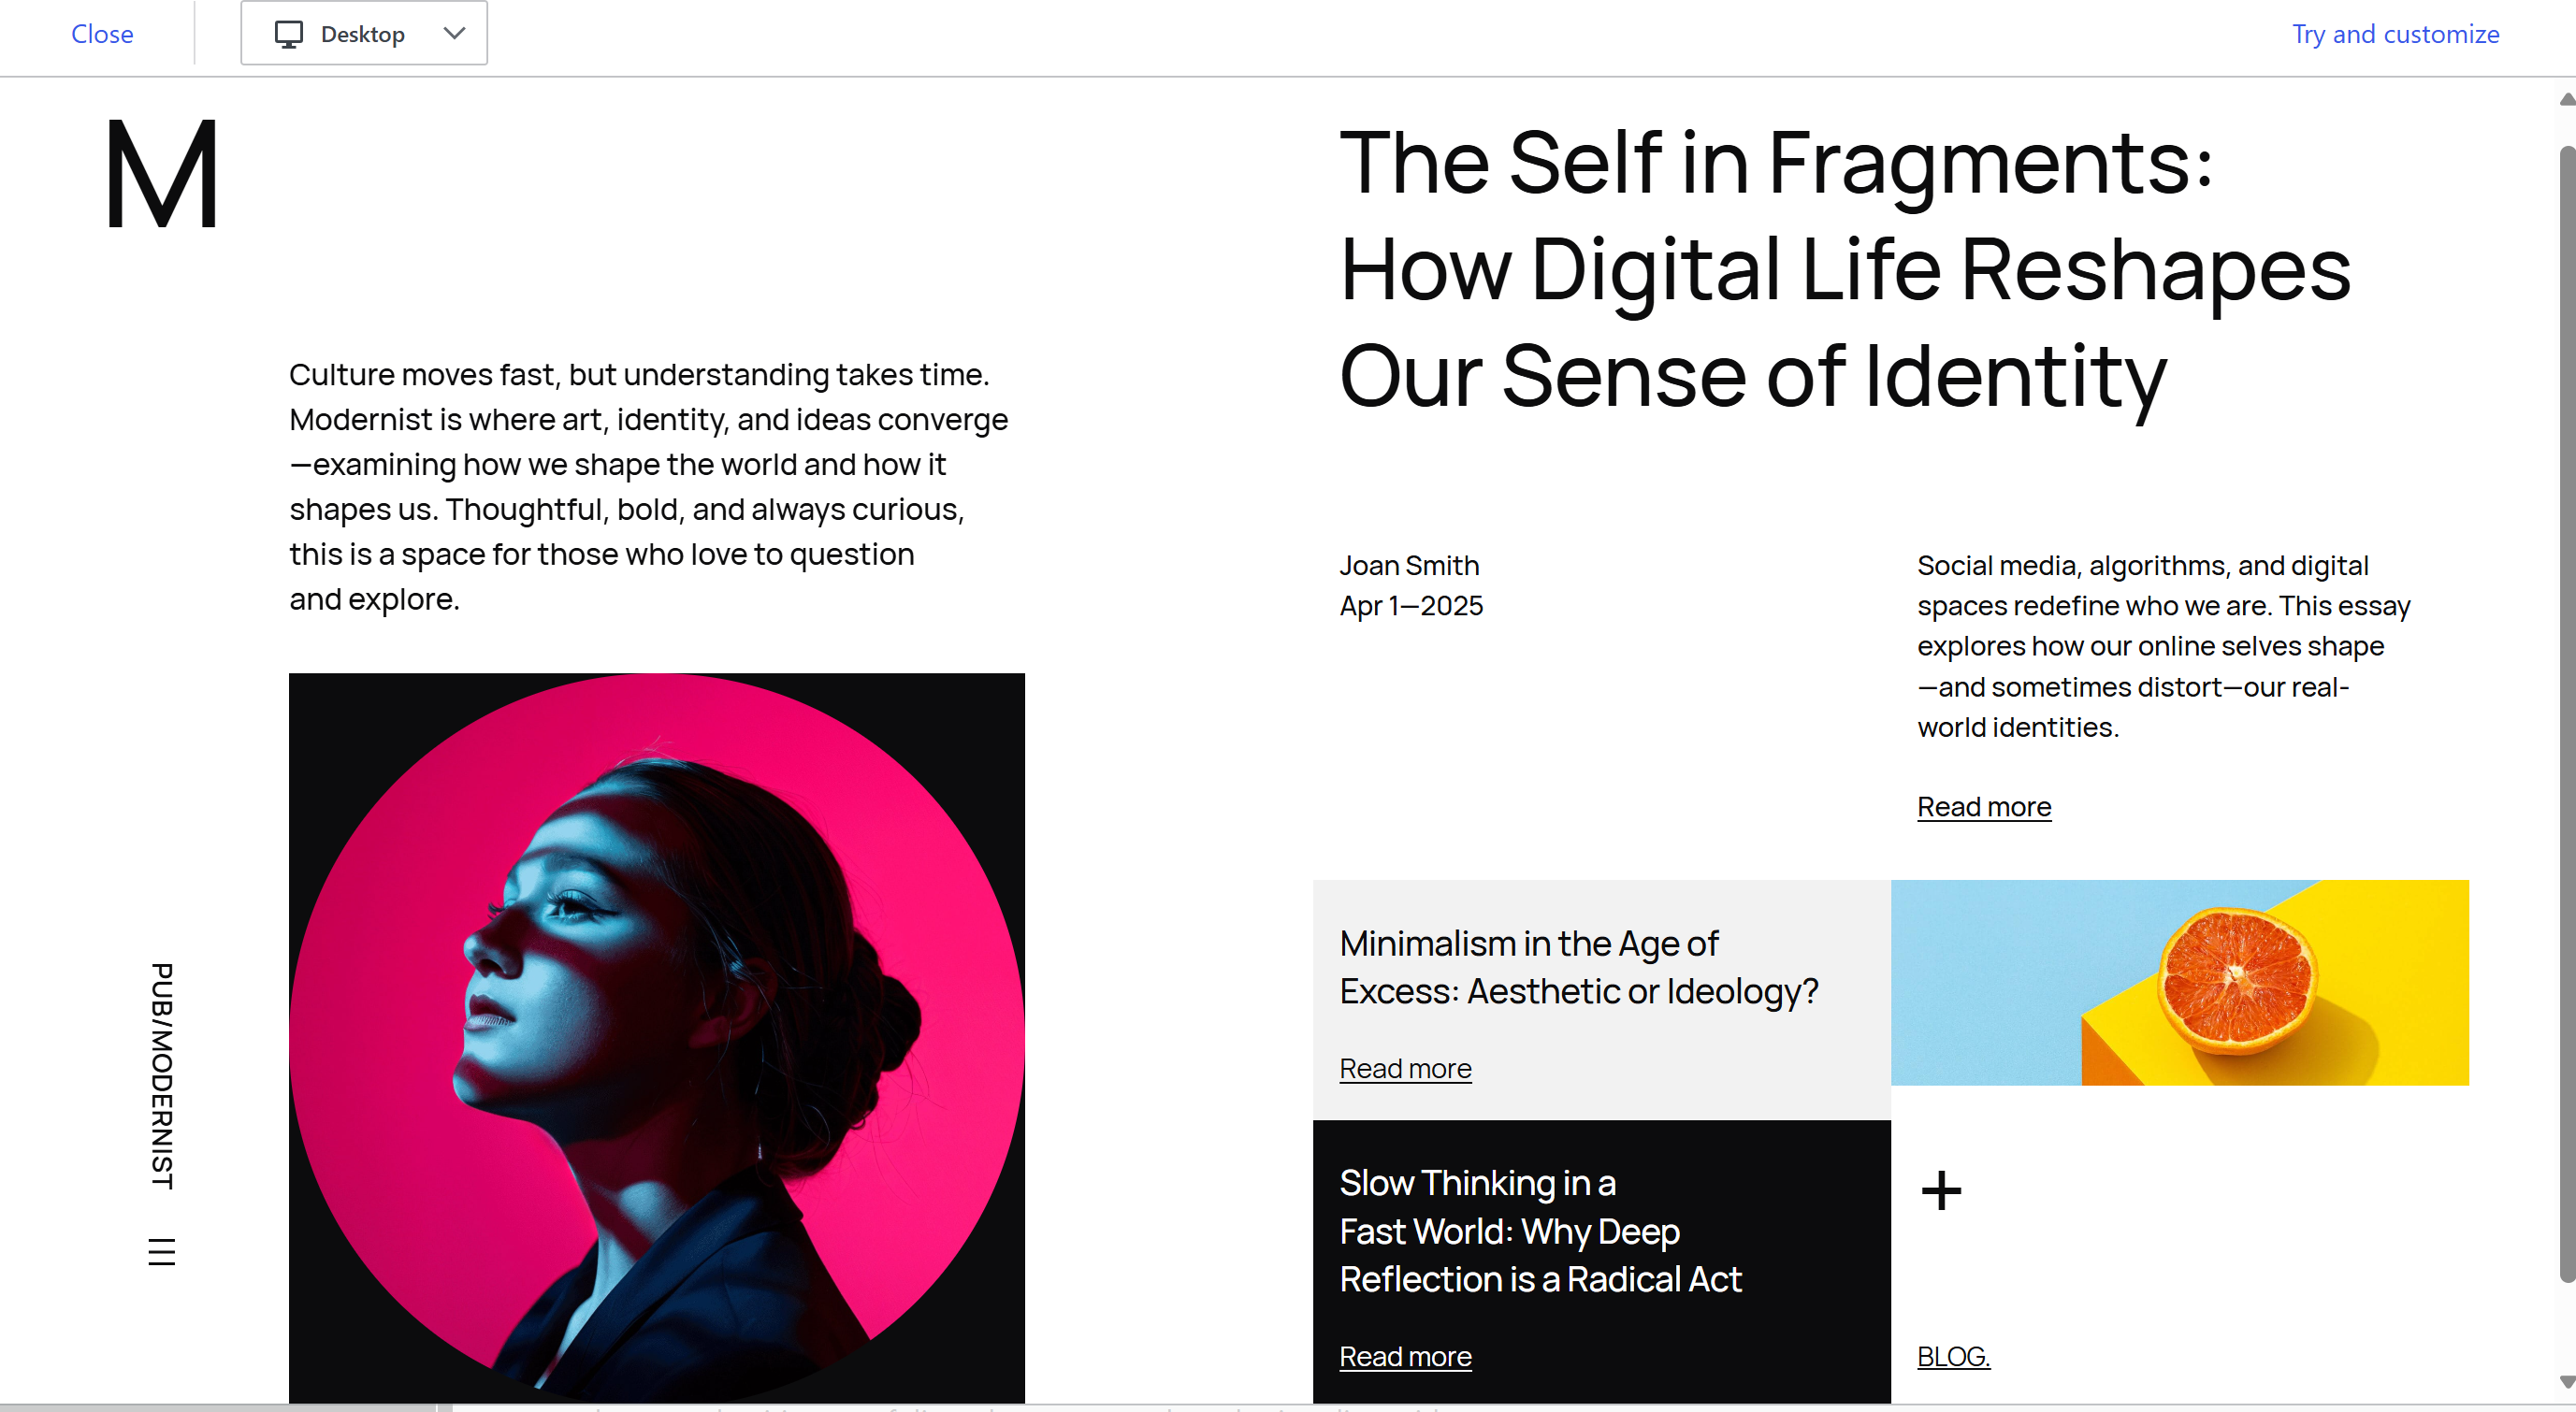 Close
Desktop
Try and customize
M
Culture moves fast, but understanding takes time.
Modernist is where art, identity, and ideas converge
—examining how we shape the world and how it
shapes us. Thoughtful, bold, and always curious,
this is a space for those who love to question
and explore.
PUB/MODERNIST
The Self in Fragments:
How Digital Life Reshapes
Our Sense of Identity
Joan Smith
Apr 1—2025
Social media, algorithms, and digital
spaces redefine who we are. This essay
explores how our online selves shape
—and sometimes distort—our real-
world identities.
Read more
Minimalism in the Age of
Excess: Aesthetic or Ideology?
Read more
Slow Thinking in a
Fast World: Why Deep
Reflection is a Radical Act
Read more
+
BLOG.